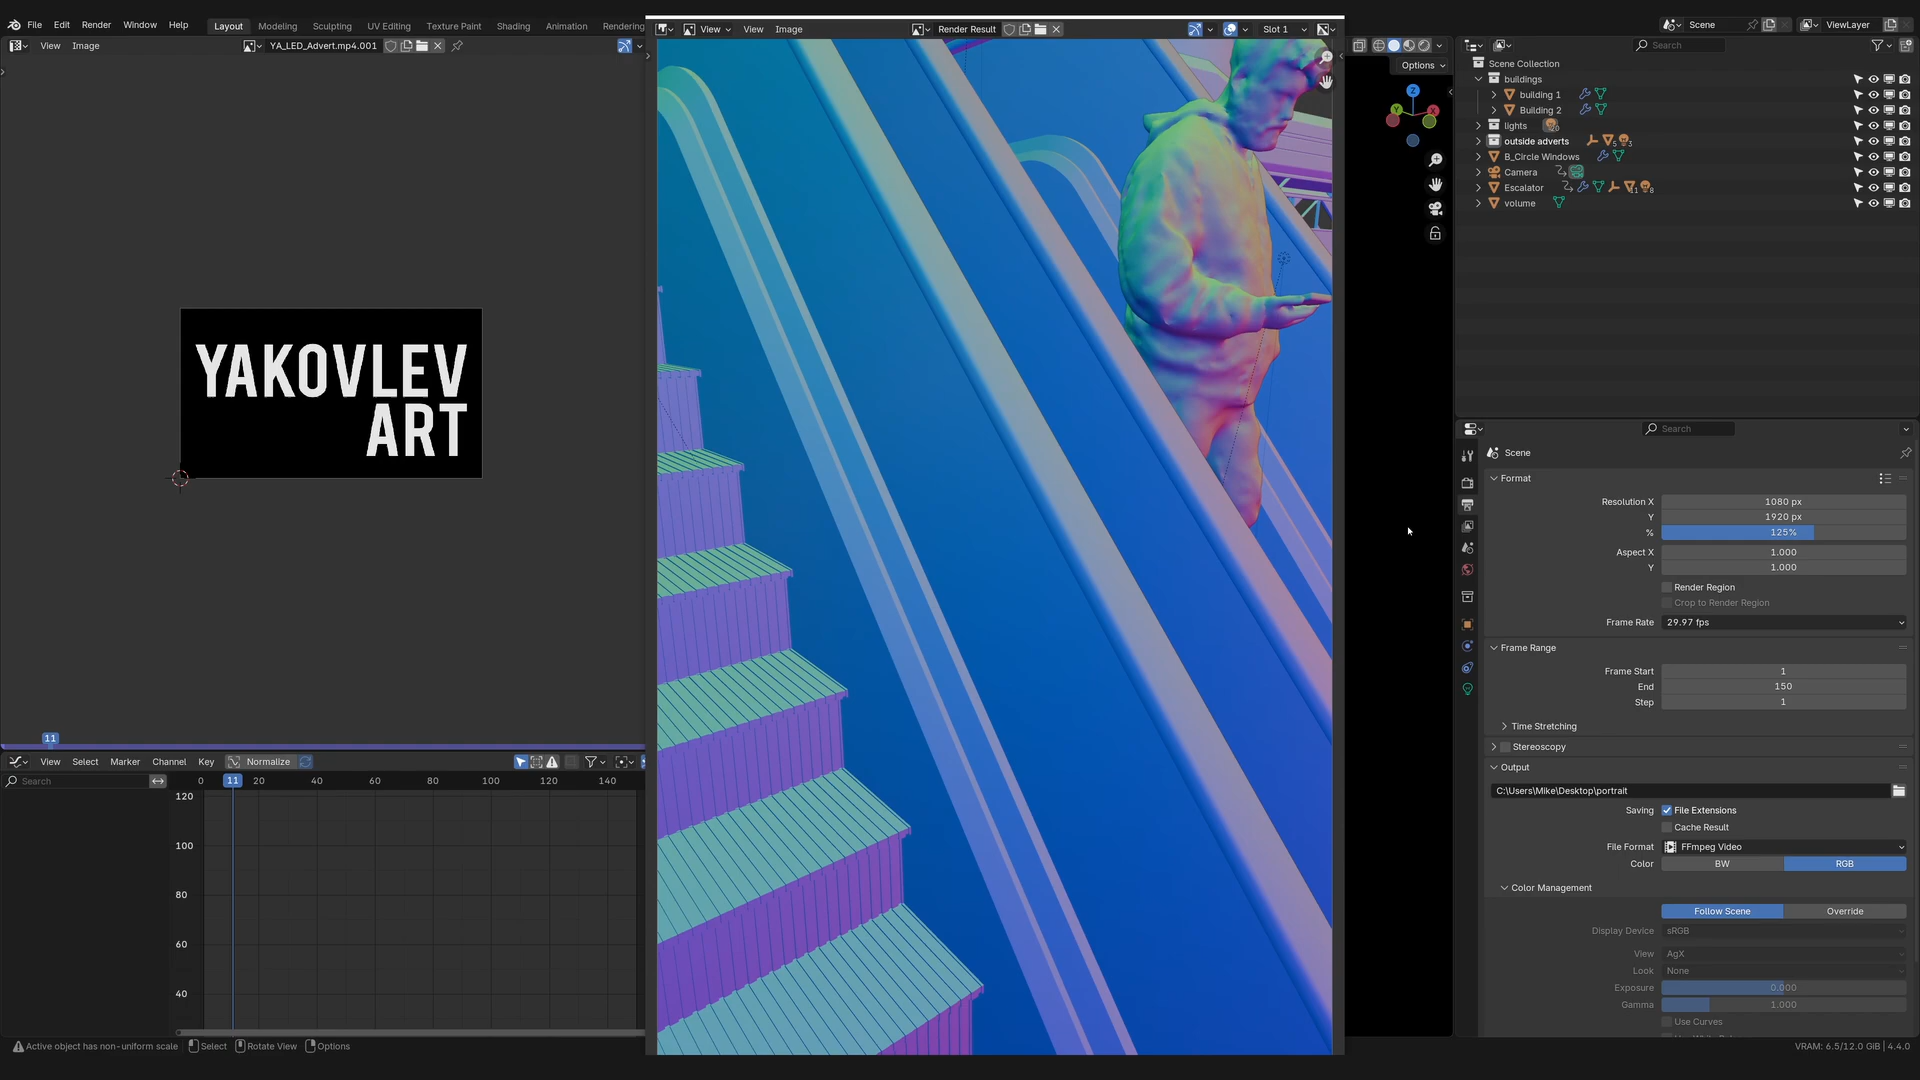 File Edit Render Window Help
Layout Modeling Sculpting UV Editing Texture Paint Shading Animation Rendering
Scene ViewLayer
View Image YA_LED_Advert.mp4.001
View View Image Render Result Slot 1
Options
Z
Y X
YAKOVLEV
ART
Search
Scene Collection
buildings
building 1
Building 2
lights
outside adverts 5 3
B_Circle Windows
Camera
Escalator 11 8
volume
Search
Scene
Format
Resolution X 1080 px
Y 1920 px
% 125%
Aspect X 1.000
Y 1.000
Render Region
Crop to Render Region
Frame Rate 29.97 fps
Frame Range
Frame Start 1
End 150
Step 1
Time Stretching
Stereoscopy
Output
C:\Users\Mike\Desktop\portrait
Saving File Extensions
Cache Result
File Format FFmpeg Video
Color BW RGB
Color Management
Follow Scene Override
Display Device sRGB
View AgX
Look None
Exposure 0.000
Gamma 1.000
Use Curves
11
View Select Marker Channel Key Normalize
Search
0 11 20 40 60 80 100 120 140
120
100
80
60
40
Active object has non-uniform scale Select Rotate View Options
VRAM: 6.5/12.0 GiB | 4.4.0